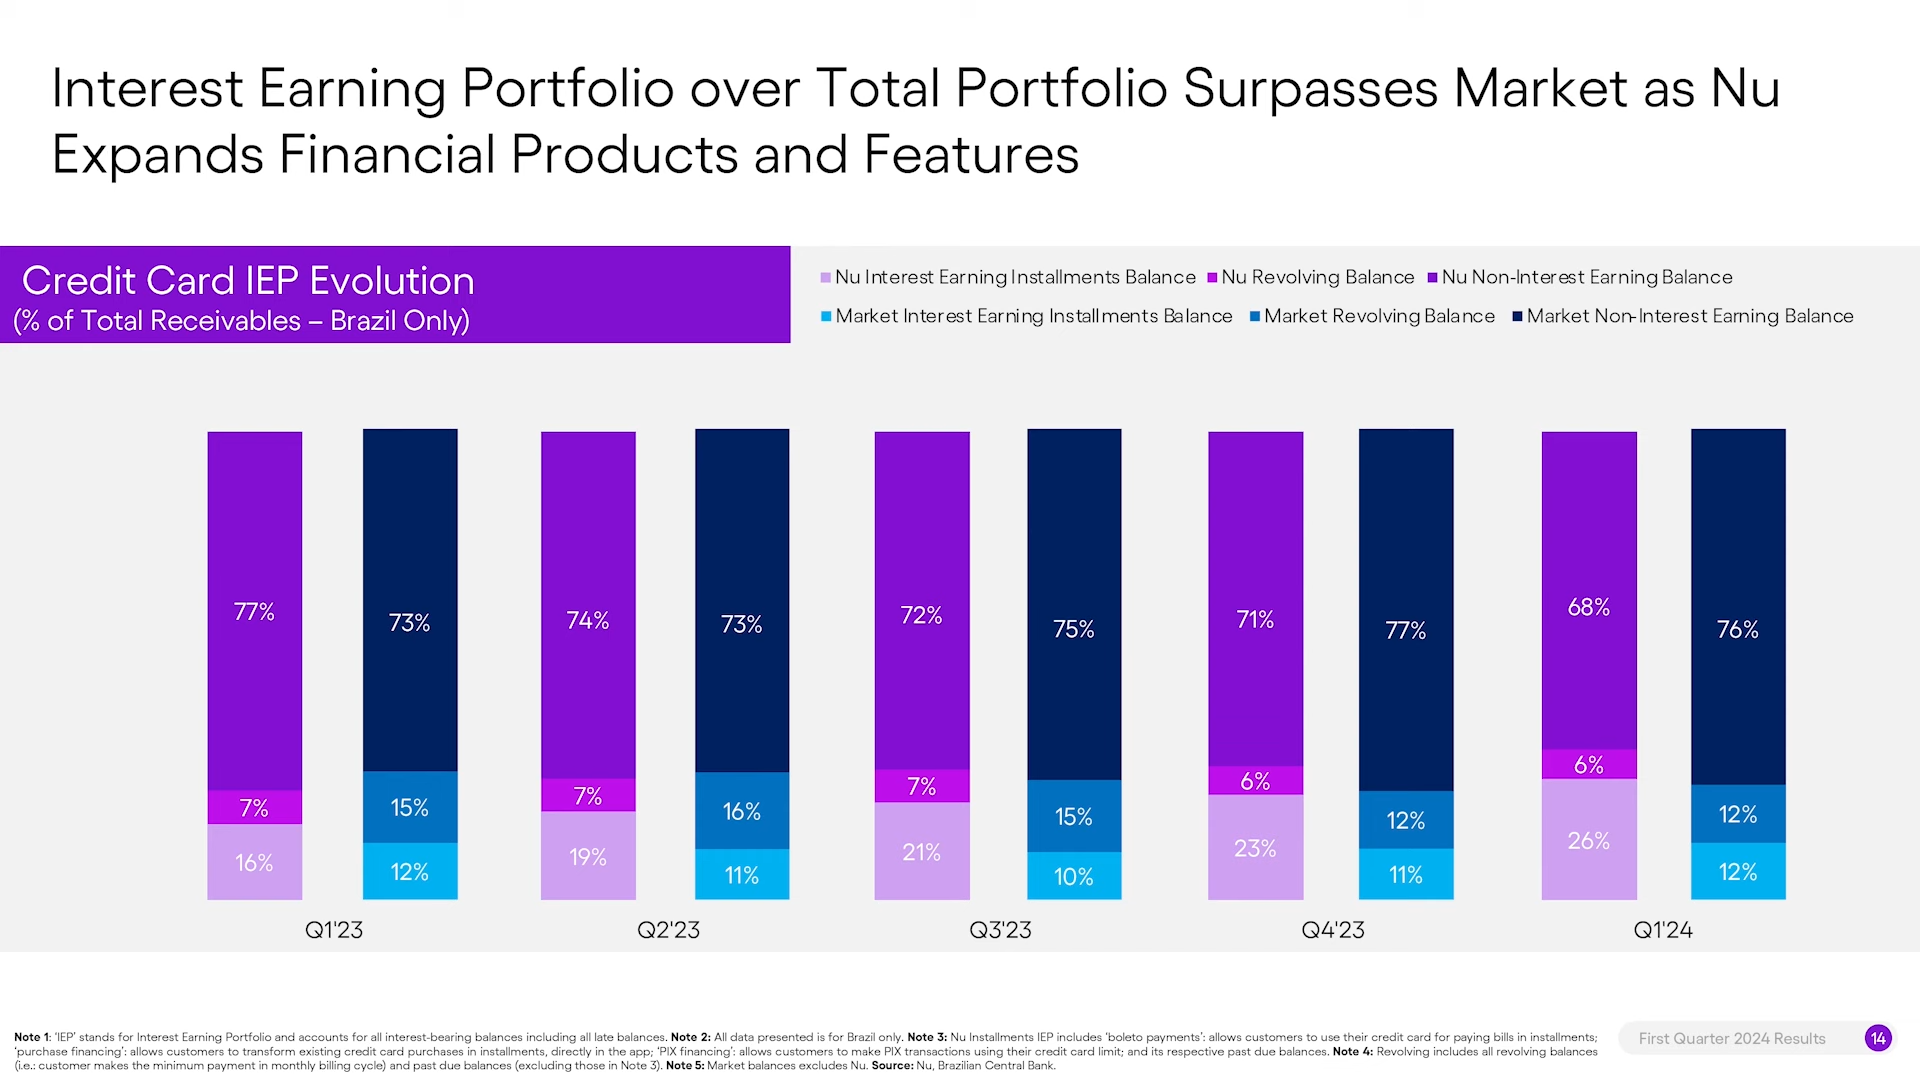 Interest Earning Portfolio over Total Portfolio Surpasses Market as Nu
Expands Financial Products and Features
Credit Card IEP Evolution
(% of Total Receivables – Brazil Only)
Nu Interest Earning Installments Balance Nu Revolving Balance Nu Non-Interest Earning Balance
Market Interest Earning Installments Balance Market Revolving Balance Market Non-Interest Earning Balance
77% 73% 74% 73% 72% 75% 71% 77% 68% 76%
7% 15% 7% 16% 7% 15% 6% 12% 6% 12%
16% 12% 19% 11% 21% 10% 23% 11% 26% 12%
Q1'23 Q2'23 Q3'23 Q4'23 Q1'24
Note 1: 'IEP' stands for Interest Earning Portfolio and accounts for all interest-bearing balances including all late balances. Note 2: All data presented is for Brazil only. Note 3: Nu Installments IEP includes 'boleto payments': allows customers to use their credit card for paying bills in installments;
'purchase financing': allows customers to transform existing credit card purchases in installments, directly in the app; 'PIX financing': allows customers to make PIX transactions using their credit card limit; and its respective past due balances. Note 4: Revolving includes all revolving balances
(i.e.: customer makes the minimum payment in monthly billing cycle) and past due balances (excluding those in Note 3). Note 5: Market balances excludes Nu. Source: Nu, Brazilian Central Bank.
First Quarter 2024 Results 14